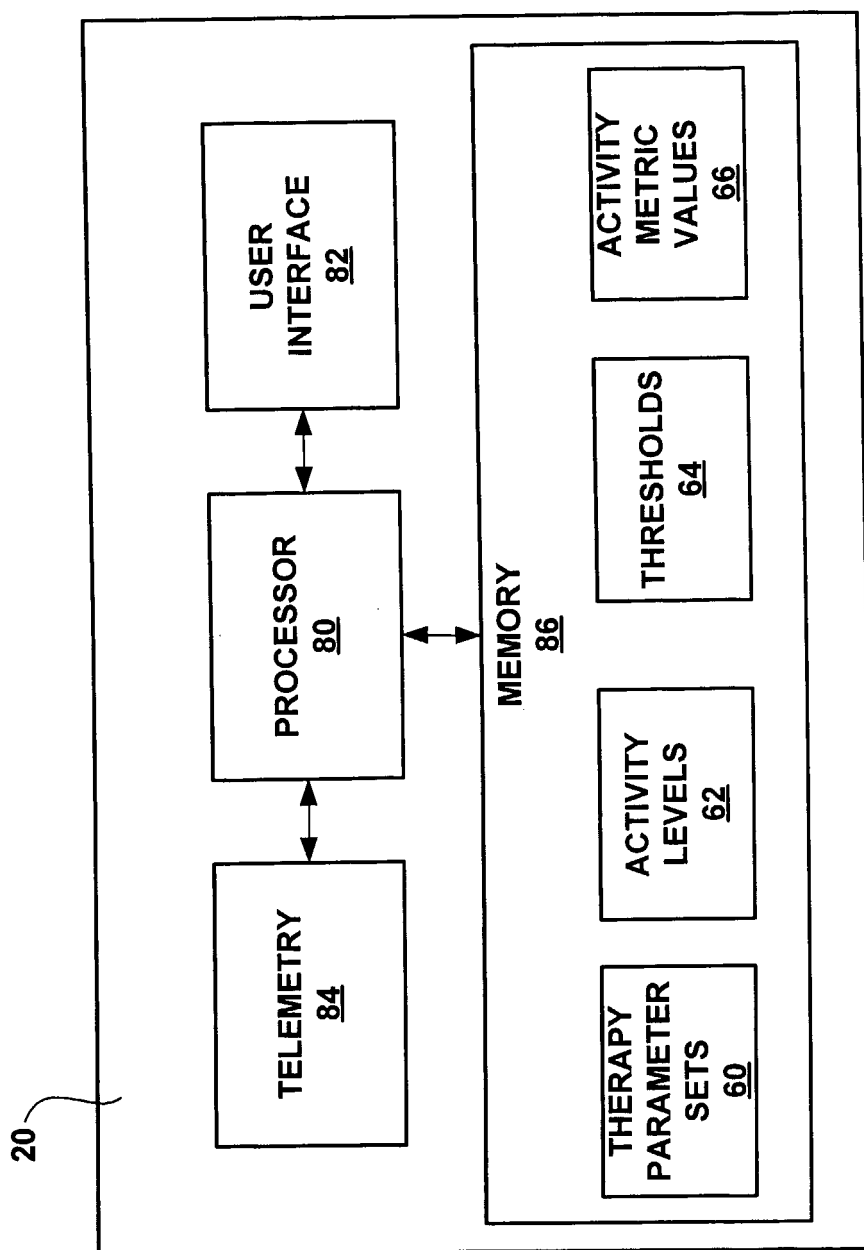 20
TELEMETRY
84
PROCESSOR
80
USER
INTERFACE
82
MEMORY
86
THERAPY
PARAMETER
SETS
60
ACTIVITY
LEVELS
62
THRESHOLDS
64
ACTIVITY
METRIC
VALUES
66